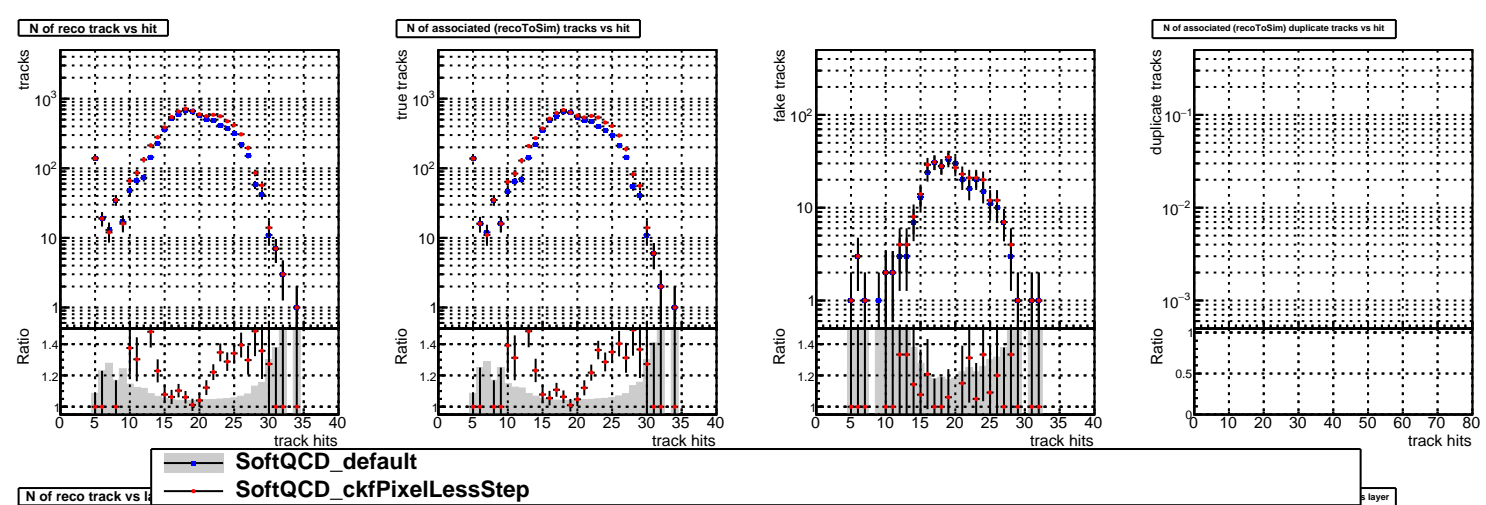 N of reco track vs hit
N of associated (recoToSim) tracks vs hit
N of associated (recoToSim) duplicate tracks vs hit
tracks
10³
10²
10
1
Ratio
1.4
1.2
1
0 5 10 15 20 25 30 35 40
track hits
true tracks
10³
10²
10
1
Ratio
1.4
1.2
1
0 5 10 15 20 25 30 35 40
track hits
fake tracks
10²
10
1
Ratio
1.4
1.2
1
0 5 10 15 20 25 30 35 40
track hits
duplicate tracks
10⁻¹
10⁻²
10⁻³
Ratio
1
0.5
0
0 10 20 30 40 50 60 70 80
track hits
SoftQCD_default
SoftQCD_ckfPixelLessStep
N of reco track vs la
s layer